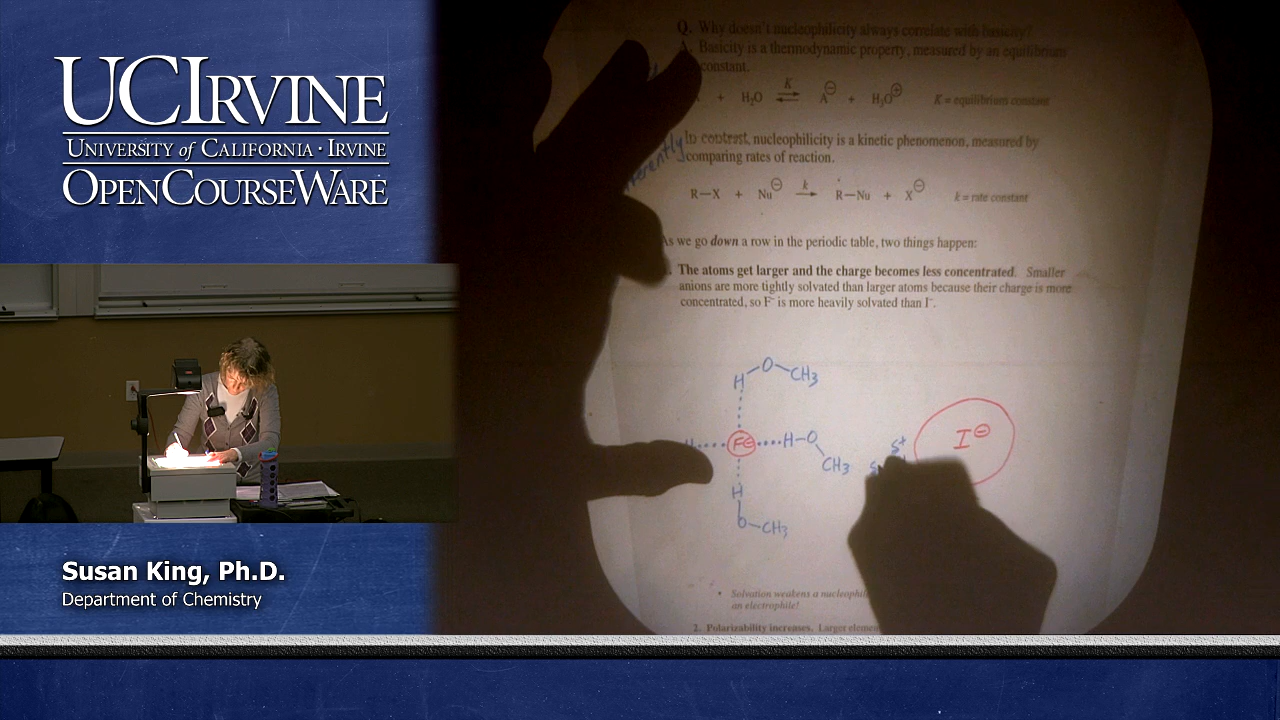 UCIRVINE
UNIVERSITY of CALIFORNIA · IRVINE
OPENCOURSEWARE
Susan King, Ph.D.
Department of Chemistry
Q. Why doesn't nucleophilicity always correlate with basicity?
A. Basicity is a thermodynamic property, measured by an equilibrium
constant.
+ H₂O ⇌ A⊖ + H₃O⊕ K = equilibrium constant
K
In contrast, nucleophilicity is a kinetic phenomenon, measured by
comparing rates of reaction.
R—X + Nu⊖ → R—Nu + X⊖ k = rate constant
k
As we go down a row in the periodic table, two things happen:
. The atoms get larger and the charge becomes less concentrated. Smaller
anions are more tightly solvated than larger atoms because their charge is more
concentrated, so F⁻ is more heavily solvated than I⁻.
H—O—CH3
F⊖ ····H—O
CH3
H
O—CH3
δ+
I⊖
• Solvation weakens a
an electrophile!
2. Polarizability increases. Larger